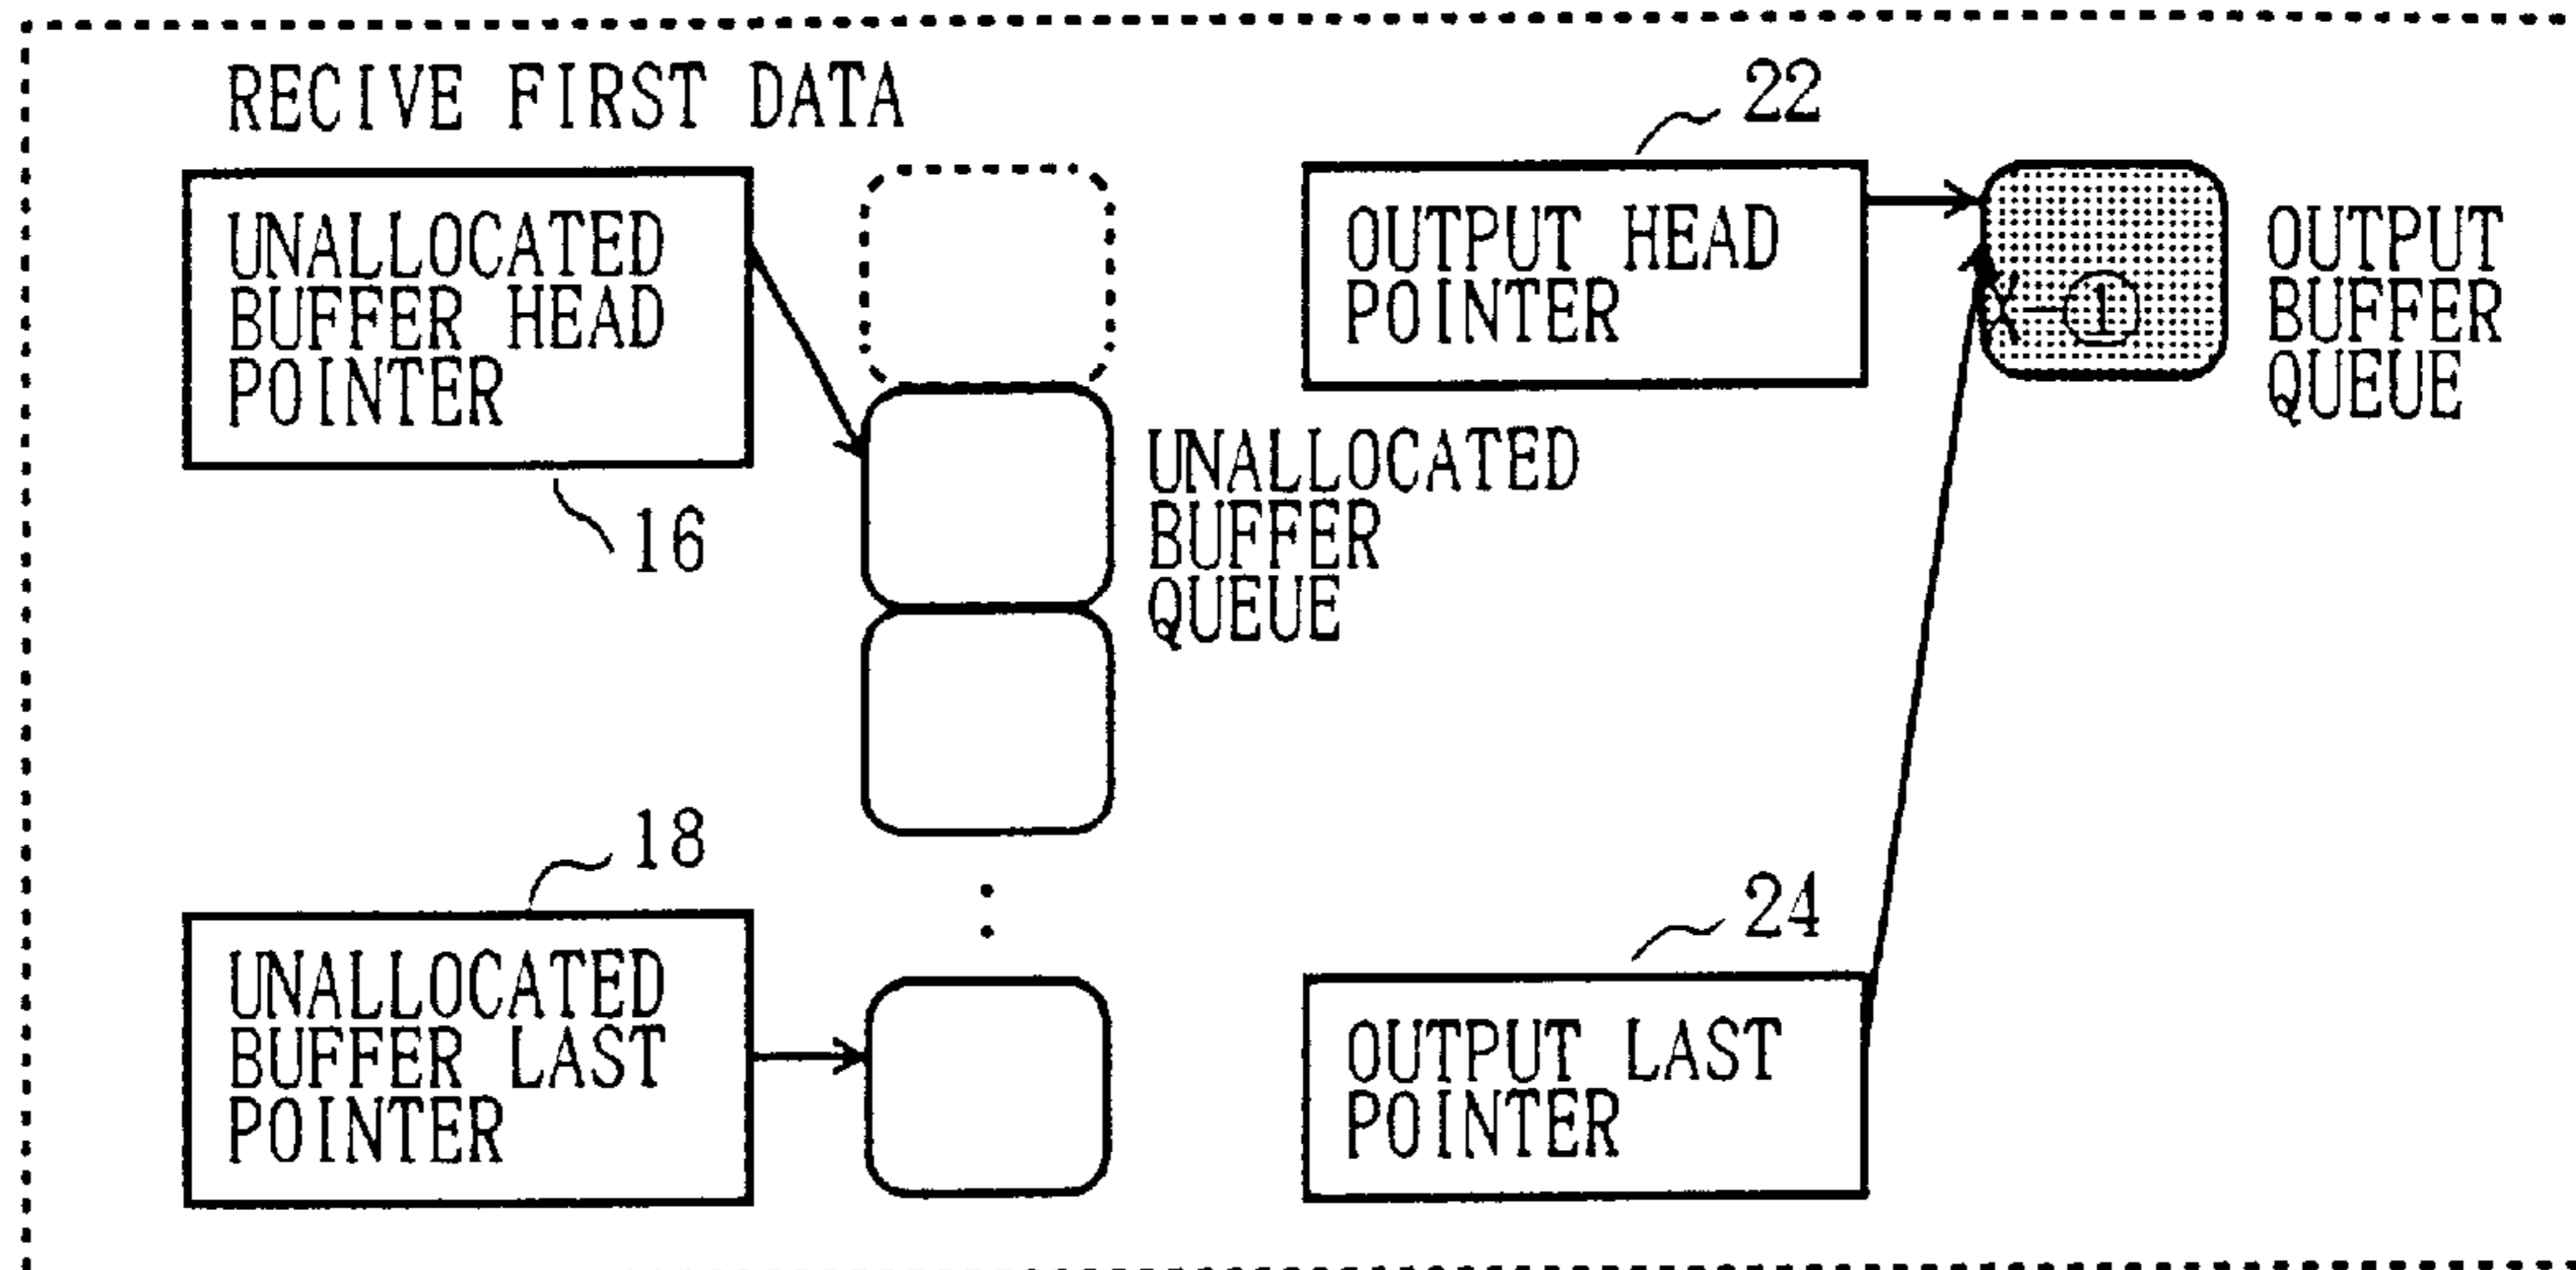 RECIVE FIRST DATA
UNALLOCATED
BUFFER HEAD
POINTER
16
UNALLOCATED
BUFFER
QUEUE
18
UNALLOCATED
BUFFER LAST
POINTER
22
OUTPUT HEAD
POINTER
X
①
OUTPUT
BUFFER
QUEUE
24
OUTPUT LAST
POINTER